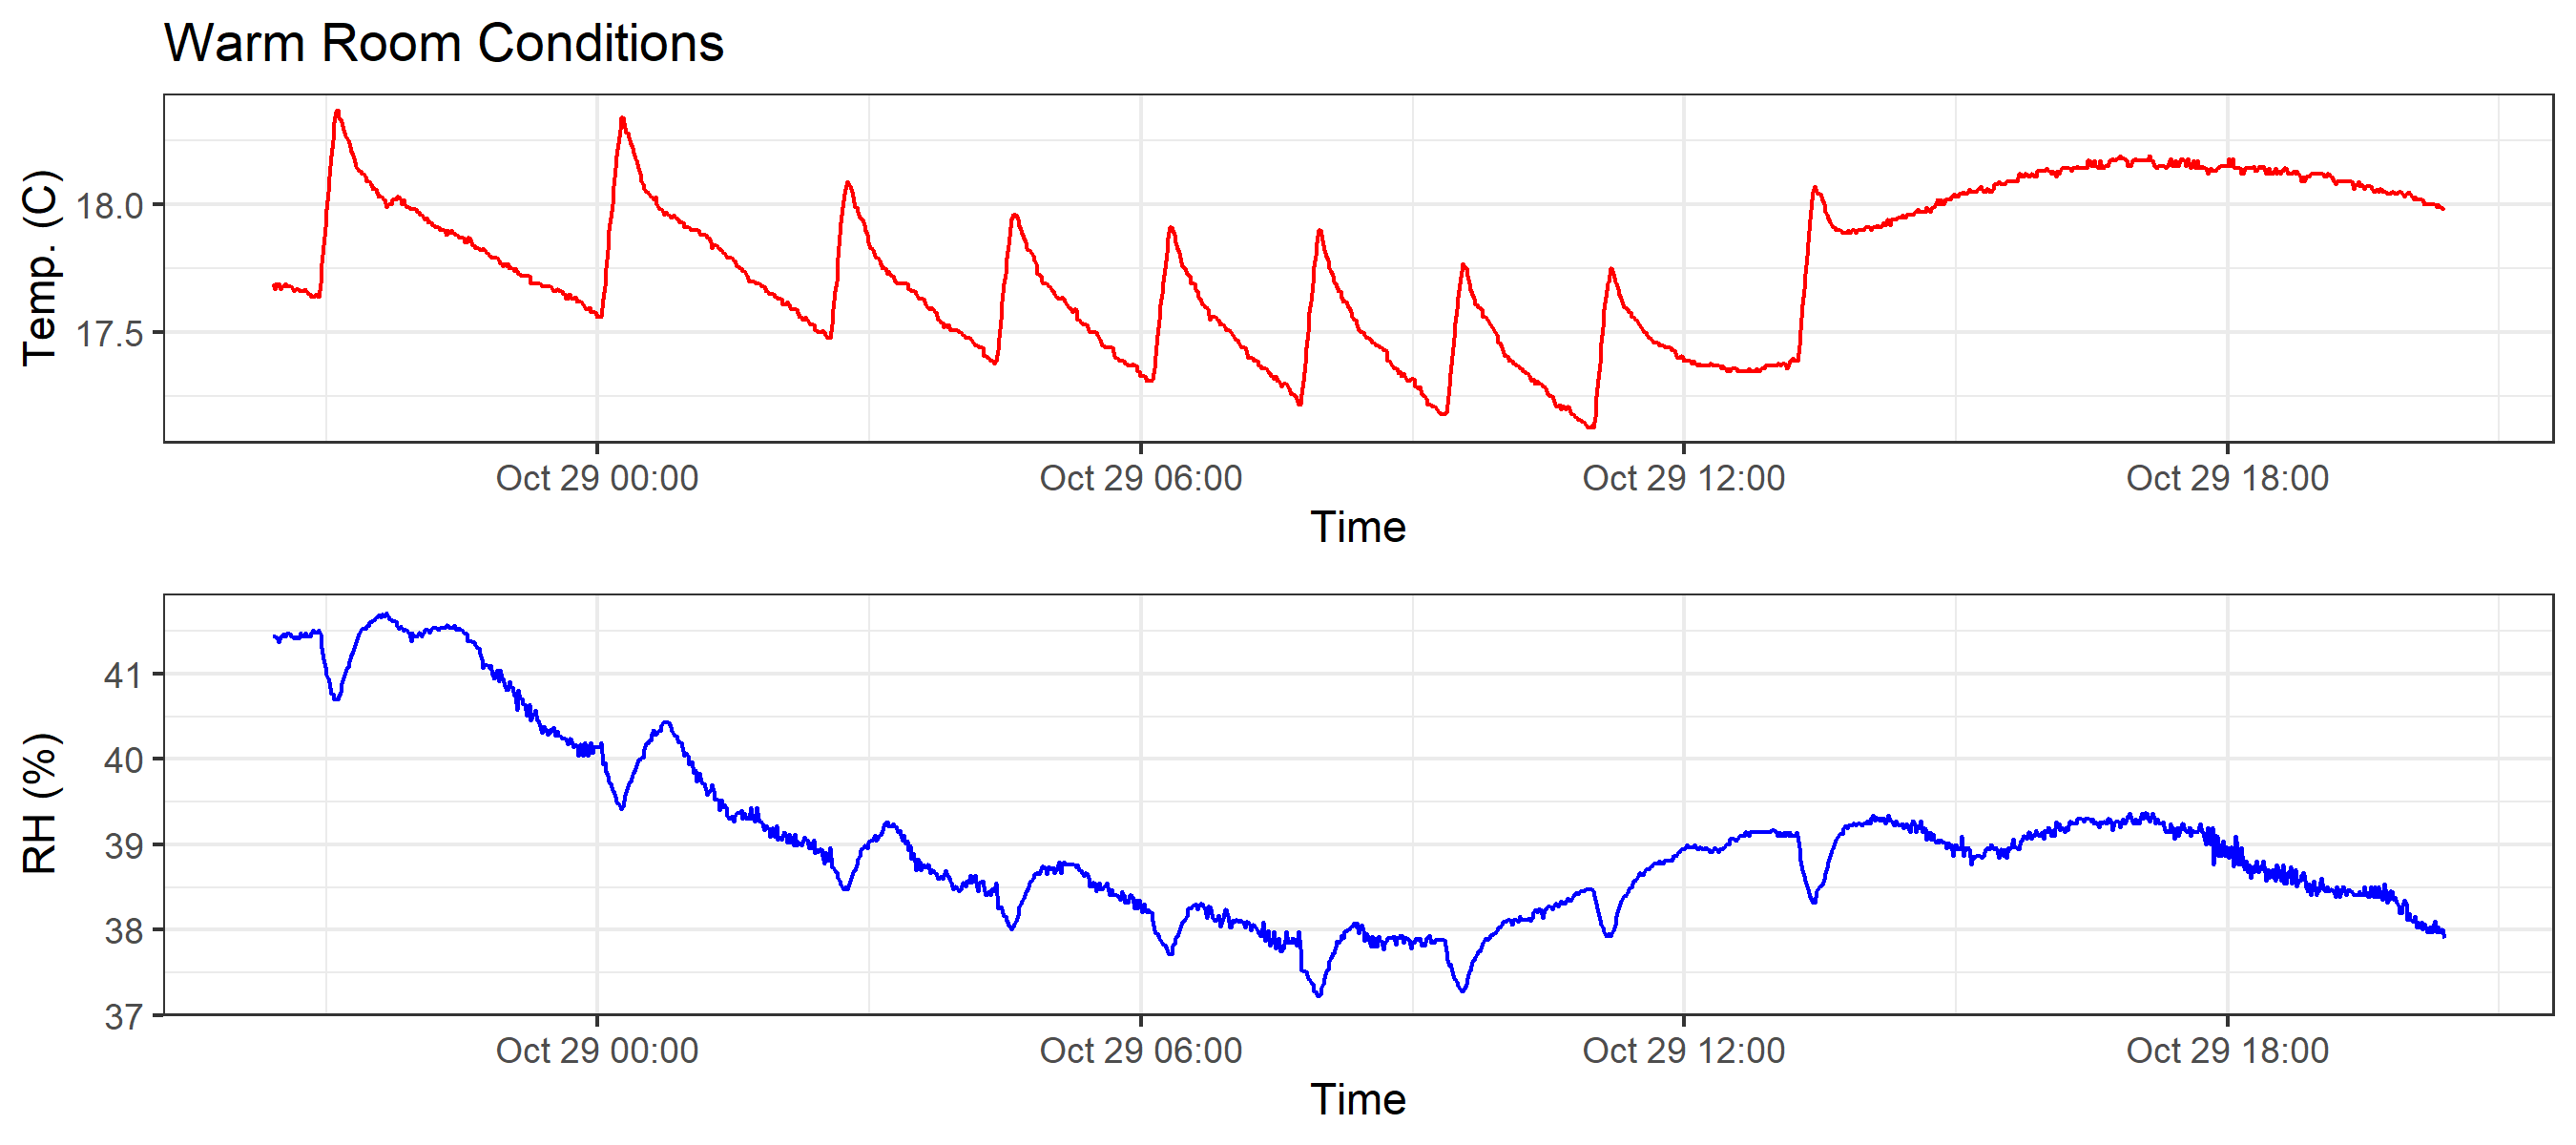 Warm Room Conditions
Temp. (C)
18.0
17.5
Oct 29 00:00 Oct 29 06:00 Oct 29 12:00 Oct 29 18:00
Time
RH (%)
41
40
39
38
37
Oct 29 00:00 Oct 29 06:00 Oct 29 12:00 Oct 29 18:00
Time